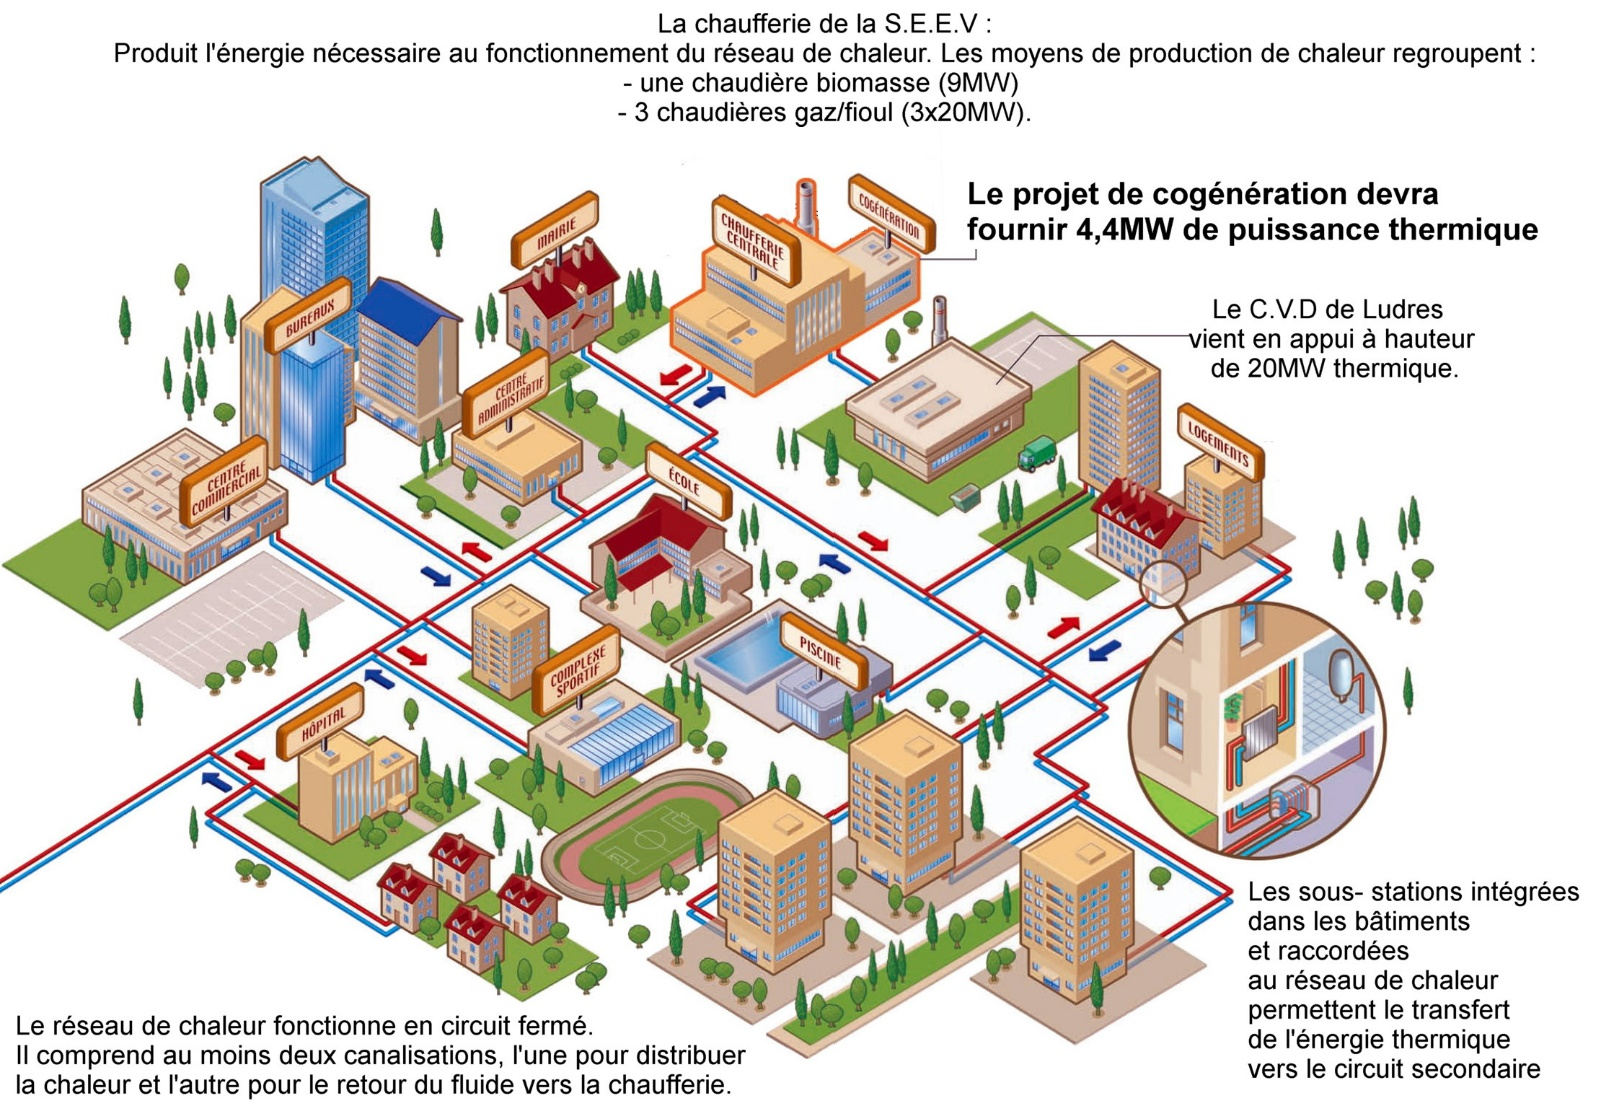 La chaufferie de la S.E.E.V :
Produit l'énergie nécessaire au fonctionnement du réseau de chaleur. Les moyens de production de chaleur regroupent :
- une chaudière biomasse (9MW)
- 3 chaudières gaz/fioul (3x20MW).
Le projet de cogénération devra
fournir 4,4MW de puissance thermique
COGÉNÉRATION
CHAUFFERIE
CENTRALE
MAIRIE
BUREAUX
Le C.V.D de Ludres
vient en appui à hauteur
de 20MW thermique.
CENTRE
ADMINISTRATIF
LOGEMENTS
CENTRE
COMMERCIAL
ÉCOLE
PISCINE
COMPLEXE
SPORTIF
HÔPITAL
Les sous- stations intégrées
dans les bâtiments
et raccordées
au réseau de chaleur
permettent le transfert
de l'énergie thermique
vers le circuit secondaire
Le réseau de chaleur fonctionne en circuit fermé.
Il comprend au moins deux canalisations, l'une pour distribuer
la chaleur et l'autre pour le retour du fluide vers la chaufferie.